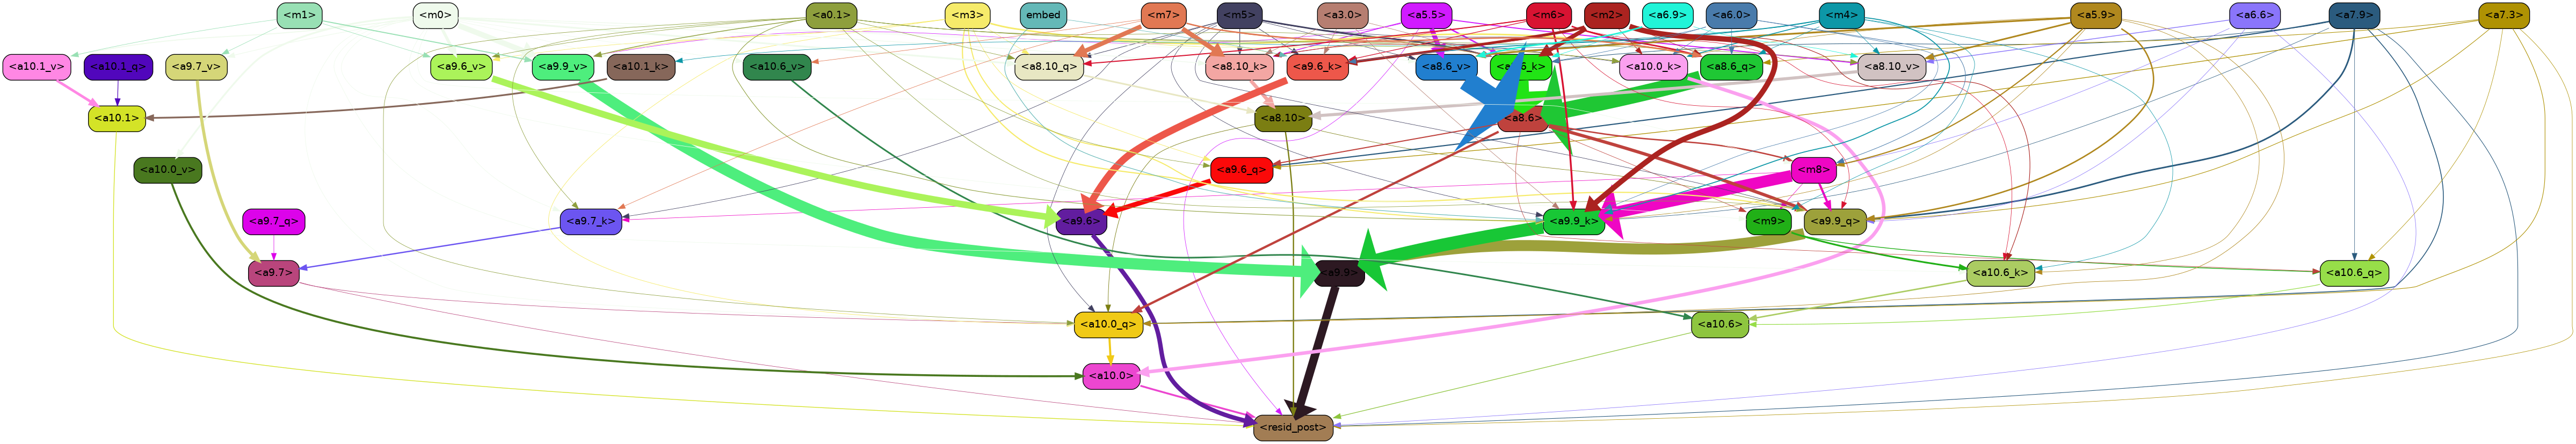 <m1> <m0> <a0.1> <m3> <m7> <m5> <a3.0> <a5.5> <m6> <m2> <a6.9> <a6.0> <m4> <a5.9> <a6.6> <a7.9> <a7.3>
embed
<a10.1_v> <a10.1_q> <a9.7_v> <a9.6_v> <a9.9_v> <a10.1_k> <a10.6_v> <a8.10_q> <a8.10_k> <a9.6_k> <a8.6_v> <a10.0_k> <a8.6_q> <a8.10_v>
<a10.1> <a8.10> <a8.6>
<a10.0_v> <a9.6_q> <m8>
<a9.7_q> <a9.7_k> <a9.6> <a9.9_k> <m9> <a9.9_q>
<a9.7> <a9.9> <a10.6_k> <a10.6_q>
<a10.0_q> <a10.6>
<a10.0>
<resid_post>